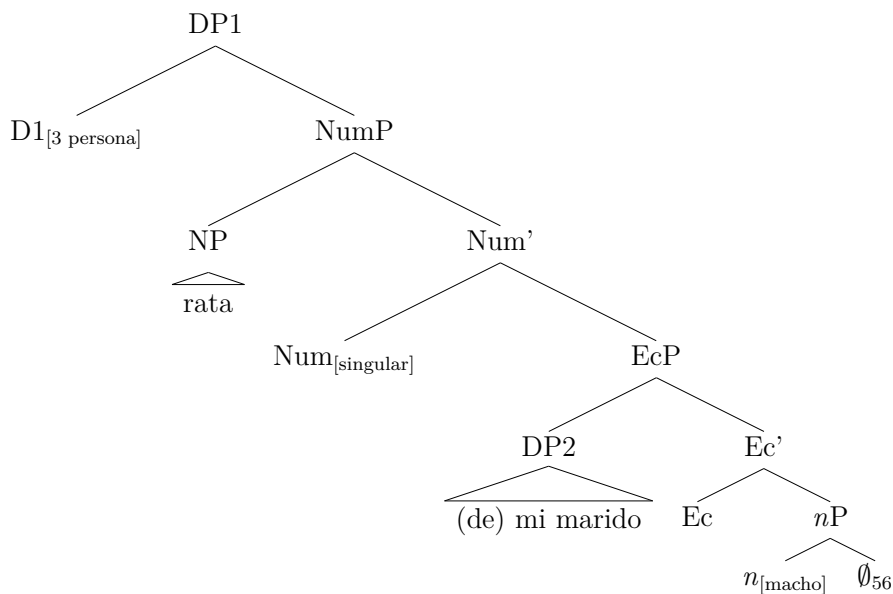 DP1
D1[3 persona] NumP
NP Num'
rata
Num[singular] EcP
DP2 Ec'
(de) mi marido Ec nP
n[macho] ∅56